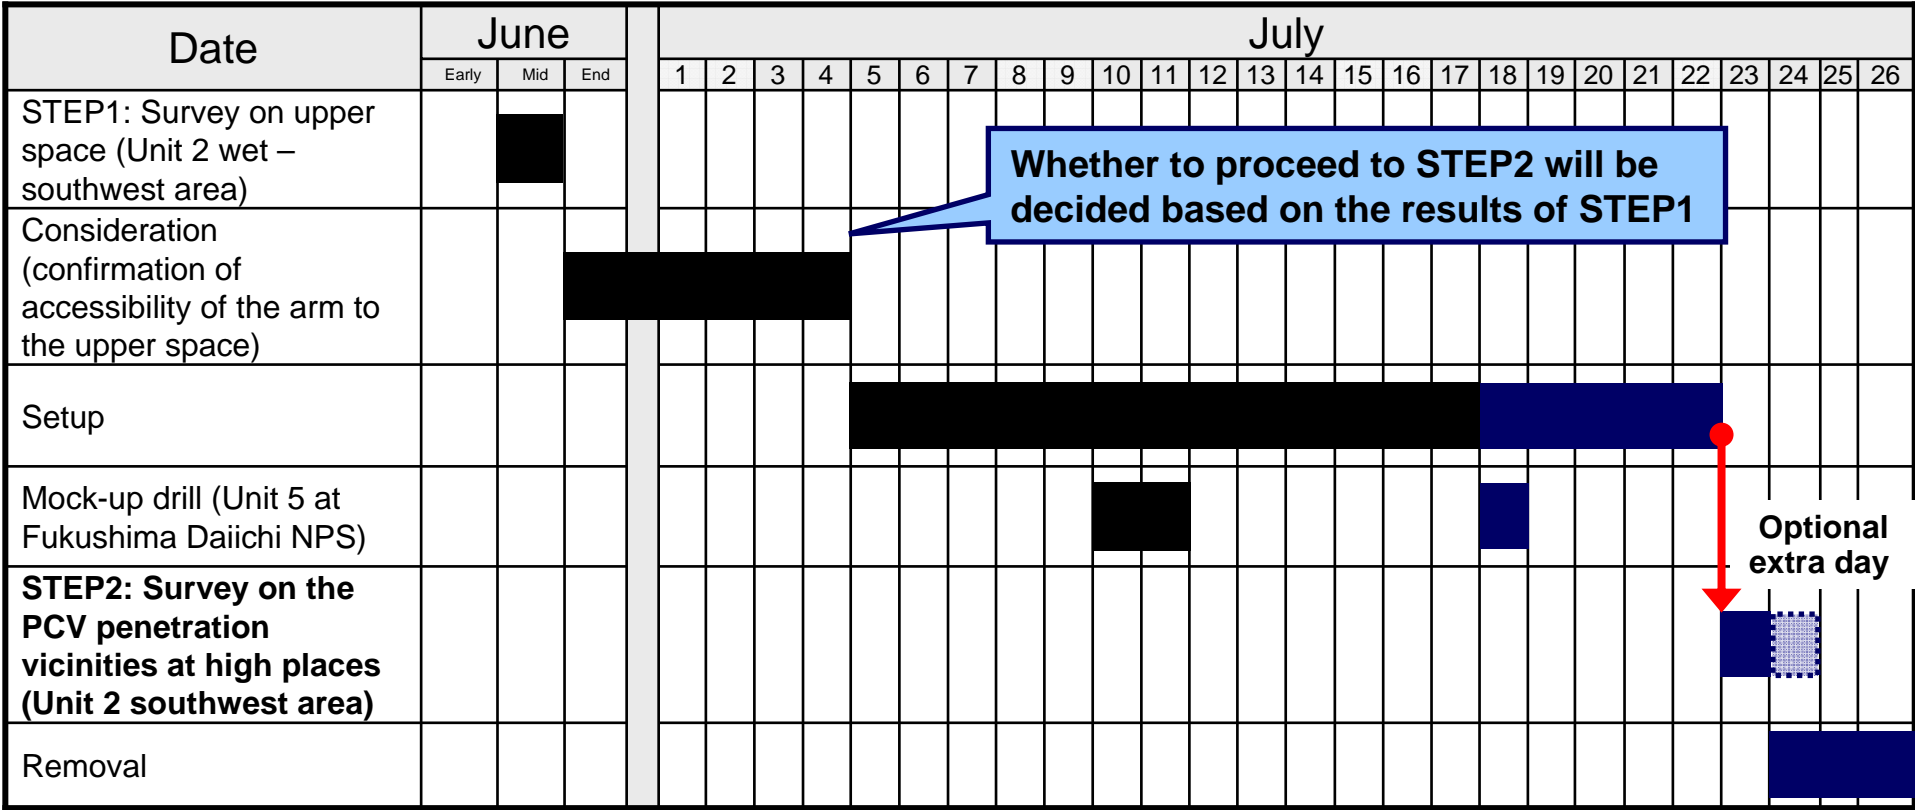 Date
June
July
Early Mid End
1 2 3 4 5 6 7 8 9 10 11 12 13 14 15 16 17 18 19 20 21 22 23 24 25 26
STEP1: Survey on upper
space (Unit 2 wet –
southwest area)
Whether to proceed to STEP2 will be
decided based on the results of STEP1
Consideration
(confirmation of
accessibility of the arm to
the upper space)
Setup
Mock-up drill (Unit 5 at
Fukushima Daiichi NPS)
Optional
extra day
STEP2: Survey on the
PCV penetration
vicinities at high places
(Unit 2 southwest area)
Removal